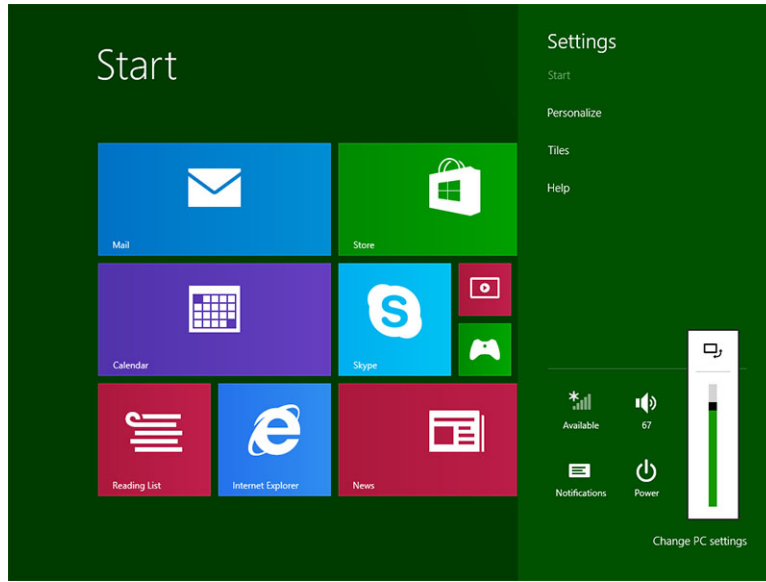 Start
Mail
Store
Calendar
Skype
Reading List
Internet Explorer
News
Settings
Start
Personalize
Tiles
Help
Available
67
Notifications
Power
Change PC settings